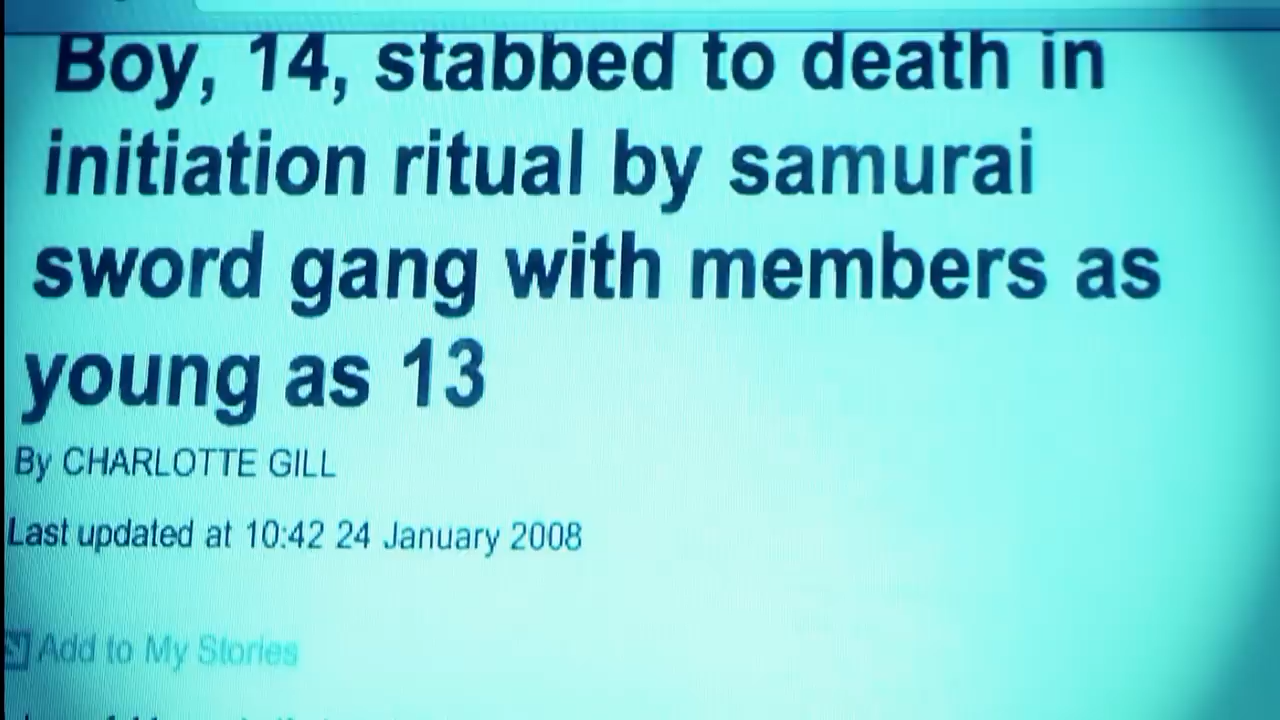 Boy, 14, stabbed to death in
initiation ritual by samurai
sword gang with members as
young as 13
By CHARLOTTE GILL
Last updated at 10:42 24 January 2008
Add to My Stories